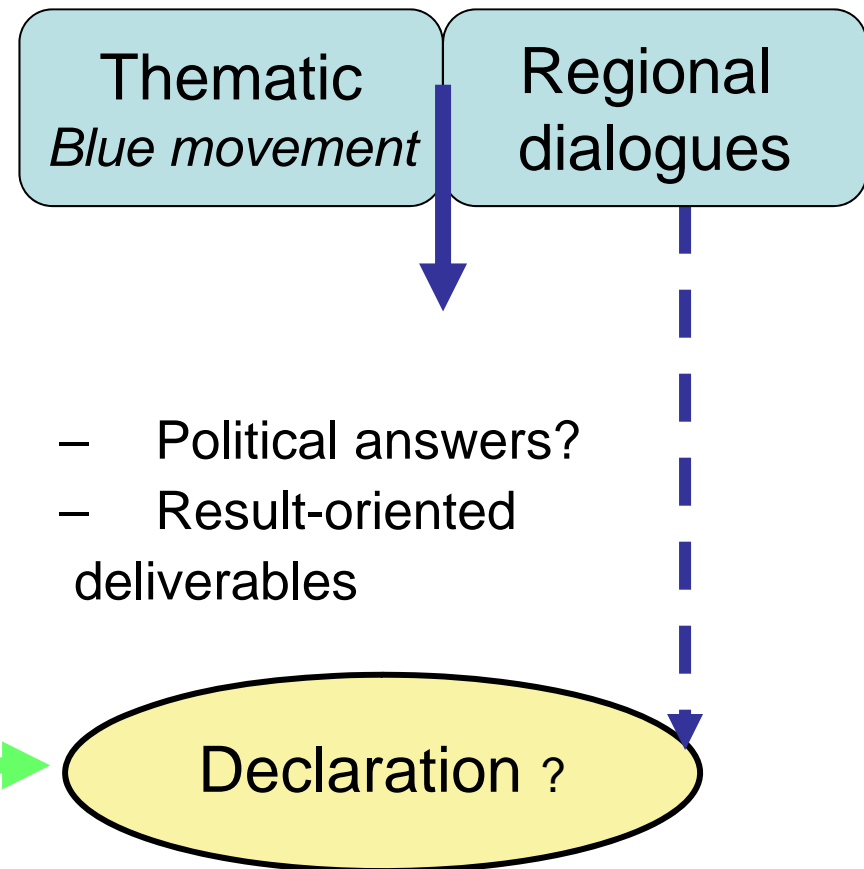 Thematic
Blue movement
Regional
dialogues
– Political answers?
– Result-oriented
deliverables
Declaration ?